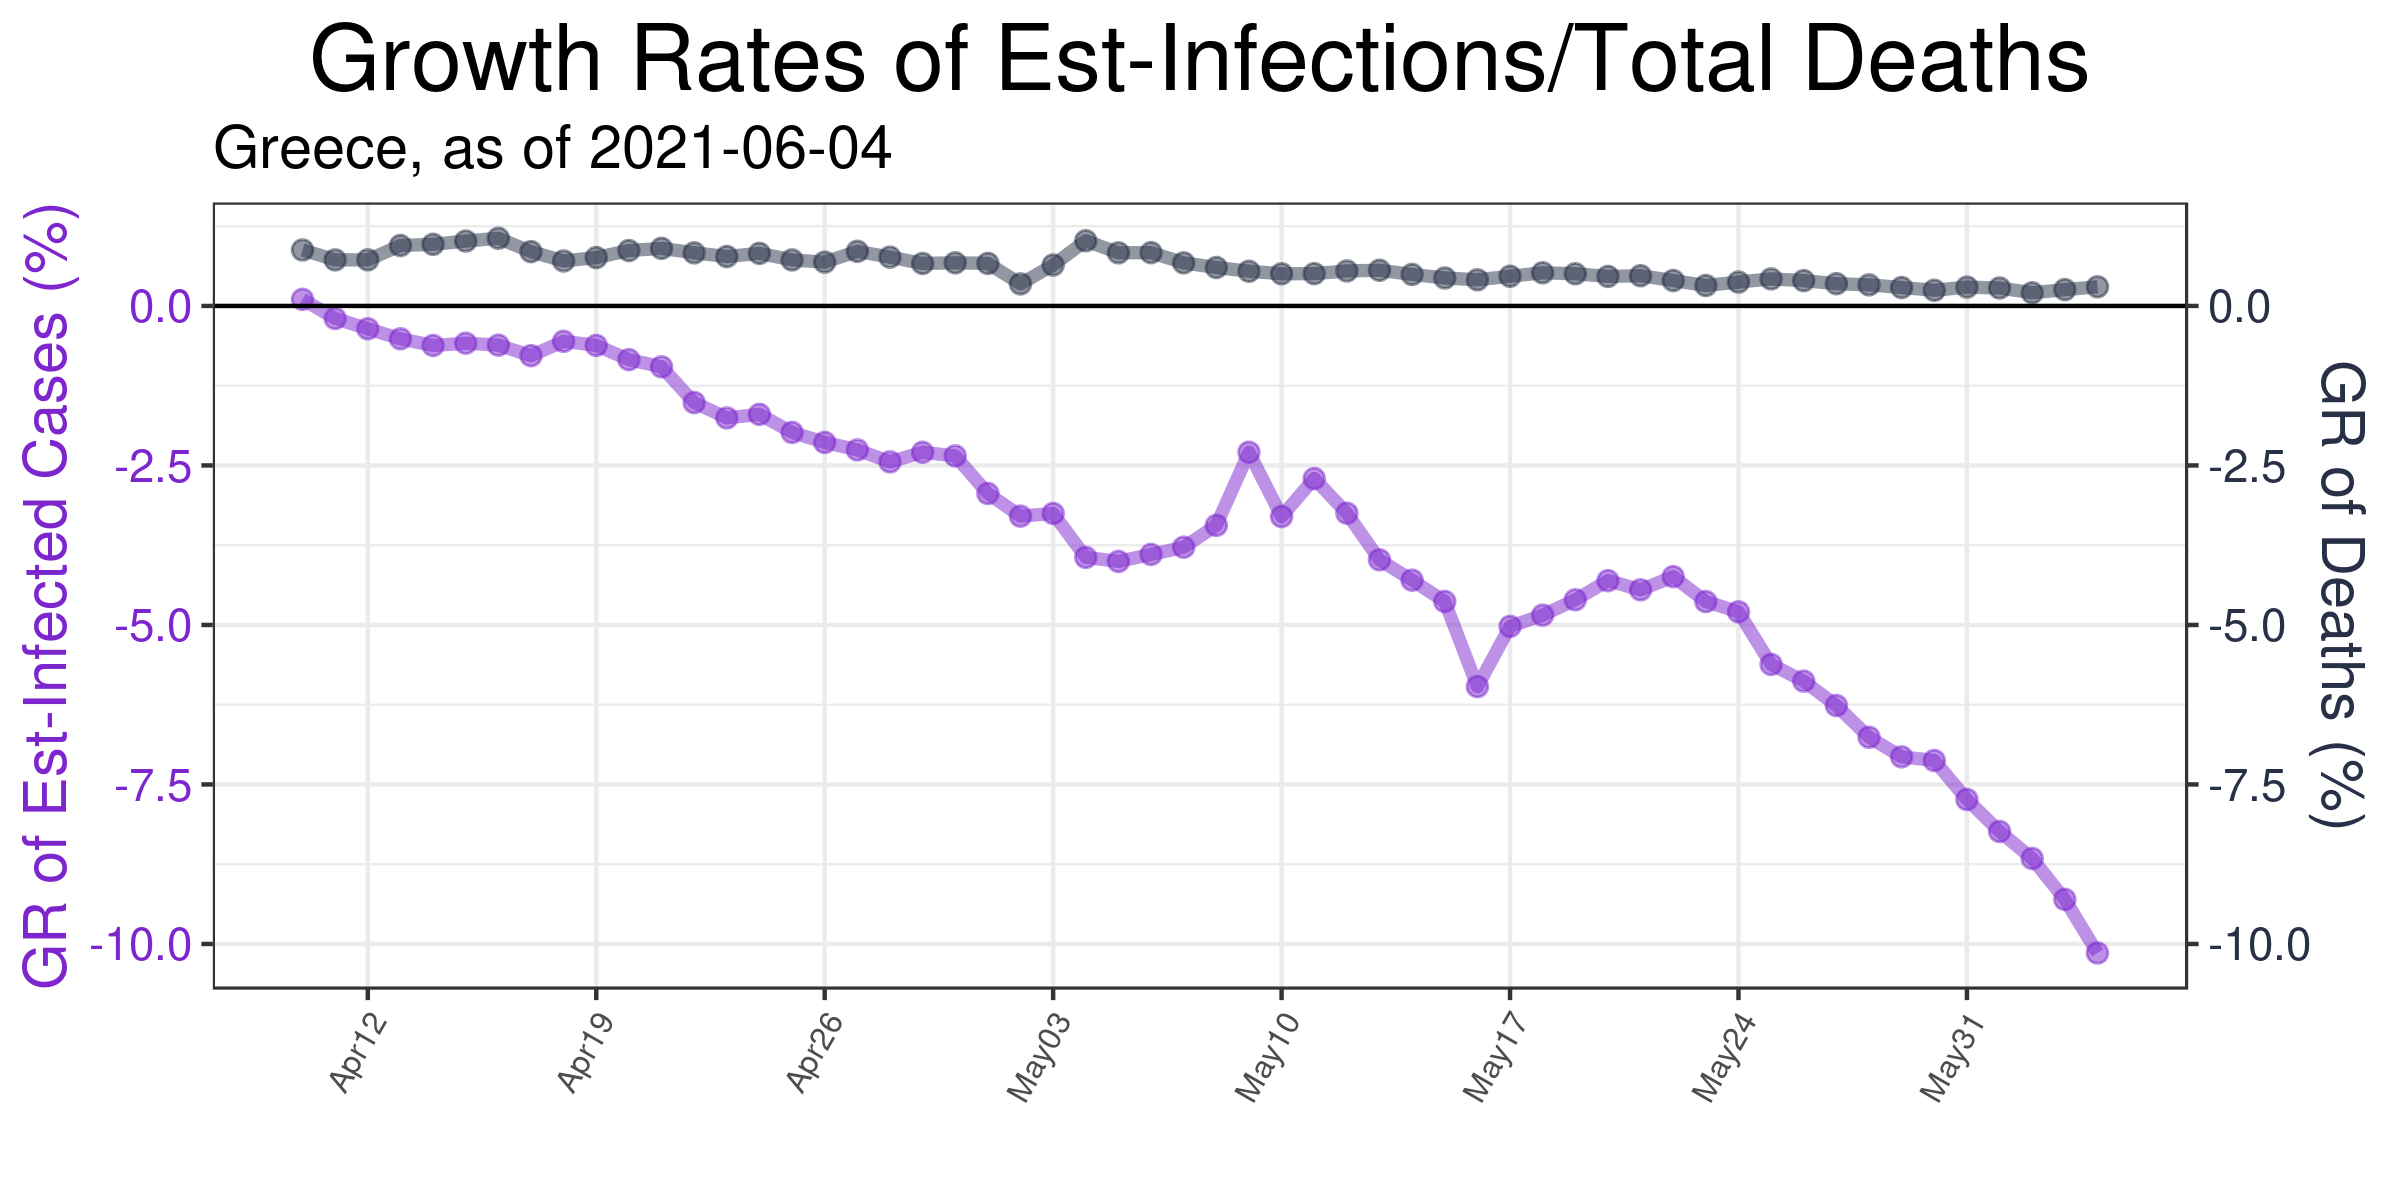 Growth Rates of Est-Infections/Total Deaths
Greece, as of 2021-06-04
GR of Est-Infected Cases (%)
0.0
-2.5
-5.0
-7.5
-10.0
0.0
-2.5
-5.0
-7.5
-10.0
GR of Deaths (%)
Apr12
Apr19
Apr26
May03
May10
May17
May24
May31